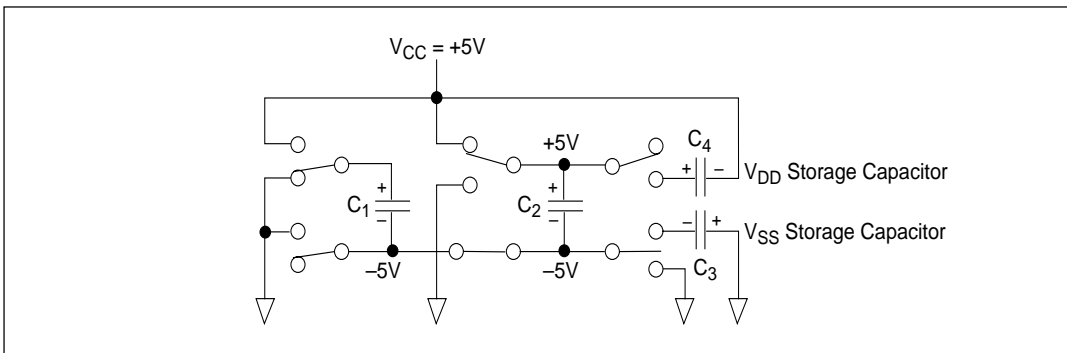 V_CC = +5V
+5V
C_4
+ –
V_DD Storage Capacitor
+
C_1
–
+
C_2
–
– +
V_SS Storage Capacitor
–5V
–5V
C_3